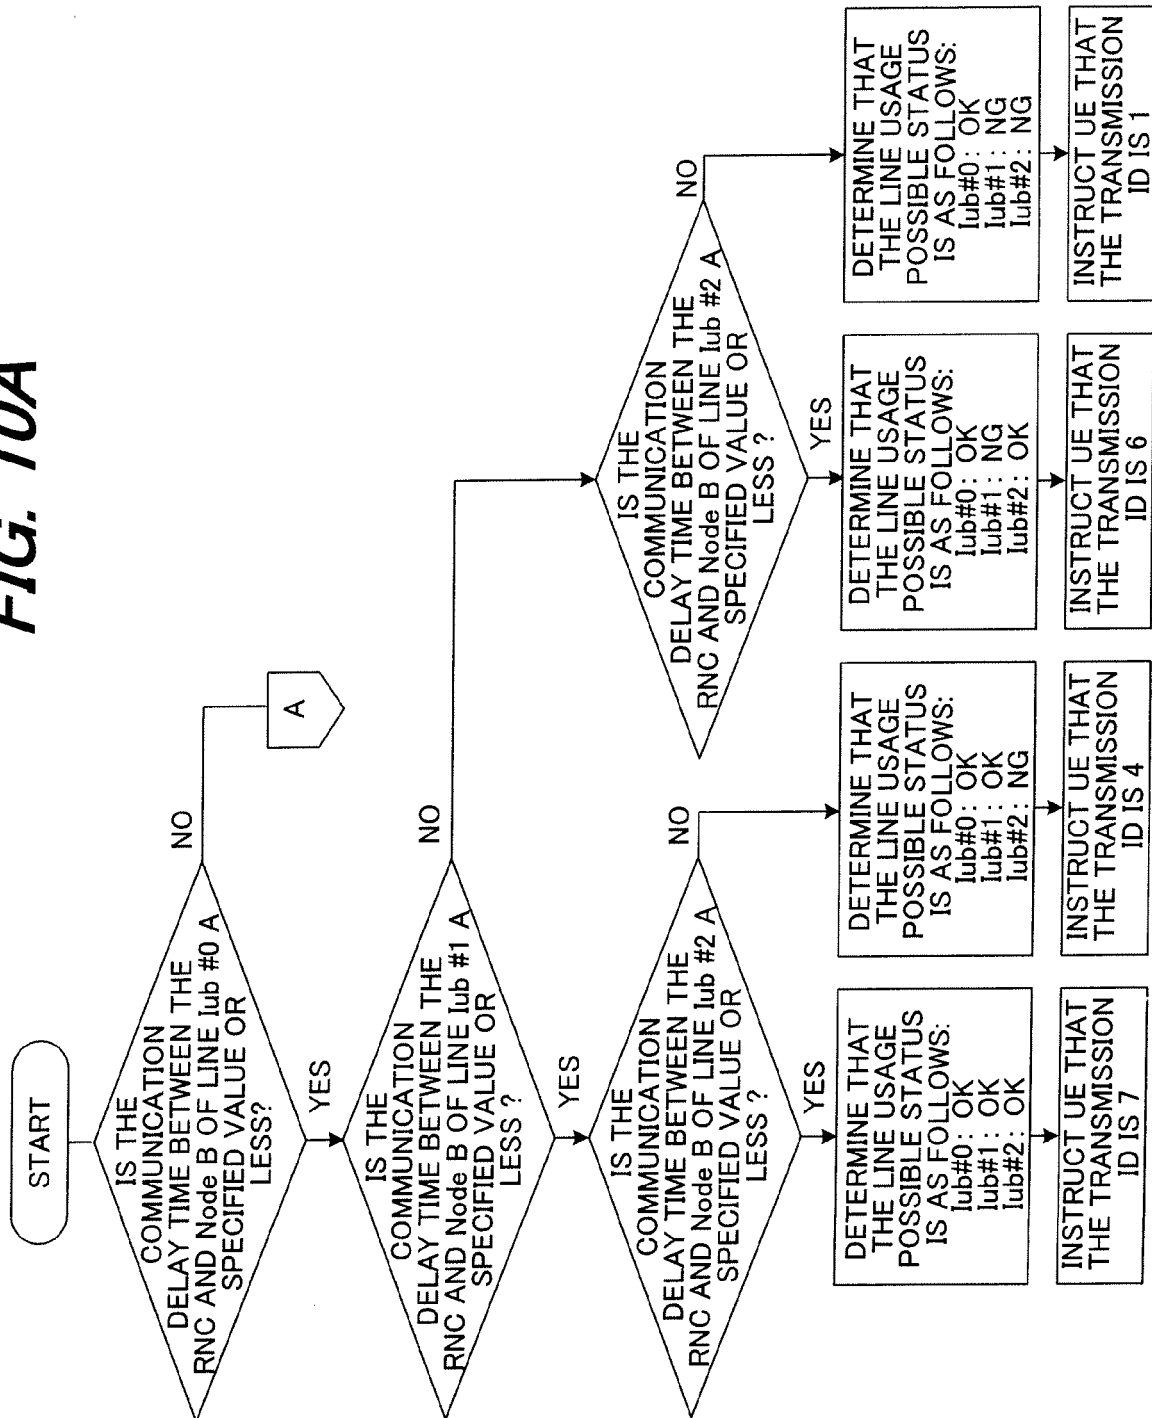 FIG. 10A
START
IS THE
COMMUNICATION
DELAY TIME BETWEEN THE
RNC AND Node B OF LINE Iub #0 A
SPECIFIED VALUE OR
LESS?
NO
A
YES
IS THE
COMMUNICATION
DELAY TIME BETWEEN THE
RNC AND Node B OF LINE Iub #1 A
SPECIFIED VALUE OR
LESS ?
NO
YES
IS THE
COMMUNICATION
DELAY TIME BETWEEN THE
RNC AND Node B OF LINE Iub #2 A
SPECIFIED VALUE OR
LESS ?
NO
YES
IS THE
COMMUNICATION
DELAY TIME BETWEEN THE
RNC AND Node B OF LINE Iub #2 A
SPECIFIED VALUE OR
LESS ?
NO
YES
DETERMINE THAT
THE LINE USAGE
POSSIBLE STATUS
IS AS FOLLOWS:
Iub#0: OK
Iub#1: OK
Iub#2: OK
DETERMINE THAT
THE LINE USAGE
POSSIBLE STATUS
IS AS FOLLOWS:
Iub#0: OK
Iub#1: OK
Iub#2: NG
DETERMINE THAT
THE LINE USAGE
POSSIBLE STATUS
IS AS FOLLOWS:
Iub#0: OK
Iub#1: NG
Iub#2: OK
DETERMINE THAT
THE LINE USAGE
POSSIBLE STATUS
IS AS FOLLOWS:
Iub#0: OK
Iub#1: NG
Iub#2: NG
INSTRUCT UE THAT
THE TRANSMISSION
ID IS 7
INSTRUCT UE THAT
THE TRANSMISSION
ID IS 4
INSTRUCT UE THAT
THE TRANSMISSION
ID IS 6
INSTRUCT UE THAT
THE TRANSMISSION
ID IS 1